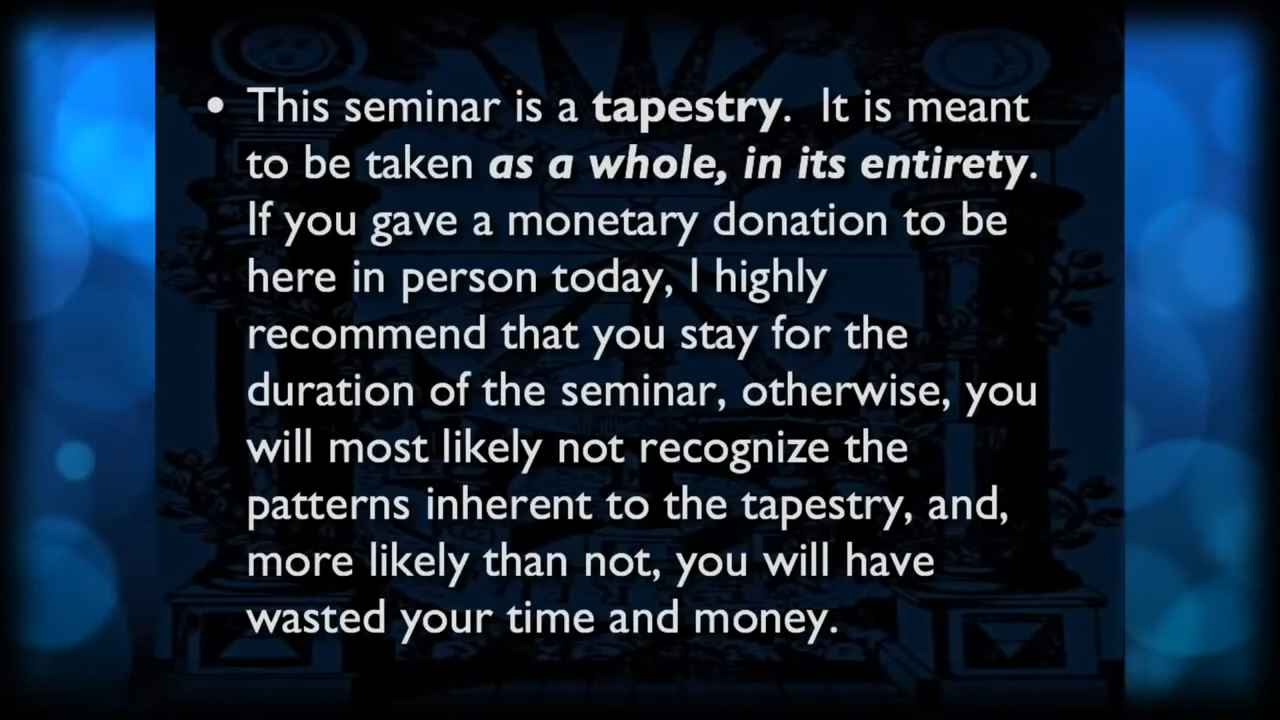 • This seminar is a tapestry.  It is meant
to be taken as a whole, in its entirety.
If you gave a monetary donation to be
here in person today, I highly
recommend that you stay for the
duration of the seminar, otherwise, you
will most likely not recognize the
patterns inherent to the tapestry, and,
more likely than not, you will have
wasted your time and money.